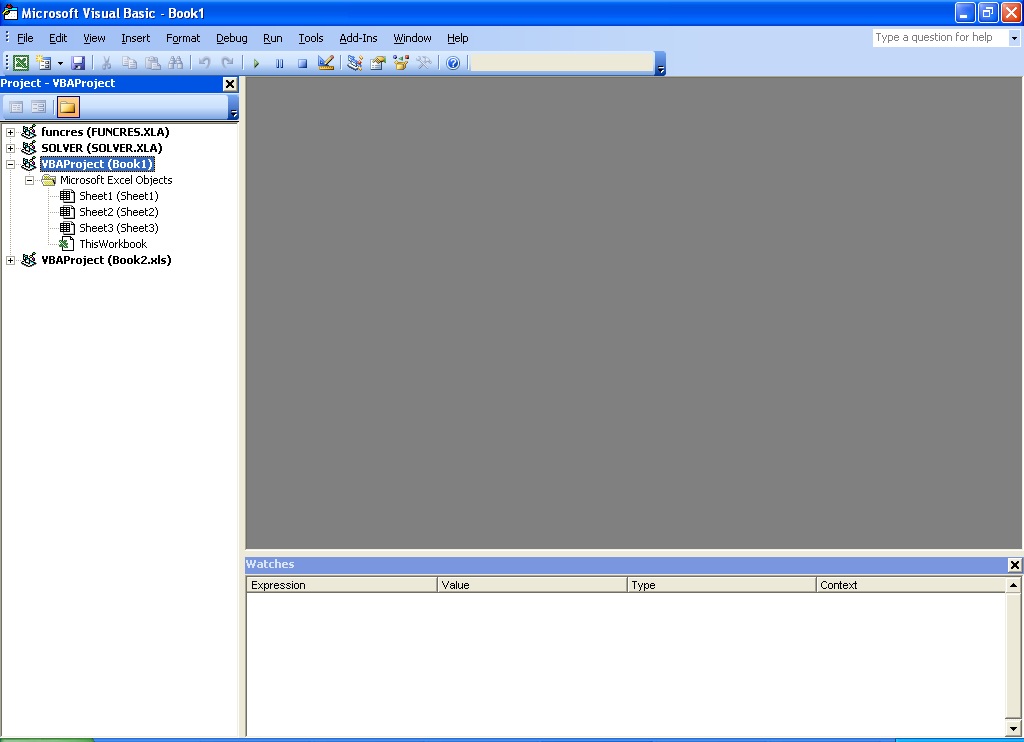 Microsoft Visual Basic - Book1
File Edit View Insert Format Debug Run Tools Add-Ins Window Help Type a question for help
Project - VBAProject
funcres (FUNCRES.XLA)
SOLVER (SOLVER.XLA)
VBAProject (Book1)
Microsoft Excel Objects
Sheet1 (Sheet1)
Sheet2 (Sheet2)
Sheet3 (Sheet3)
ThisWorkbook
VBAProject (Book2.xls)
Watches
Expression Value Type Context